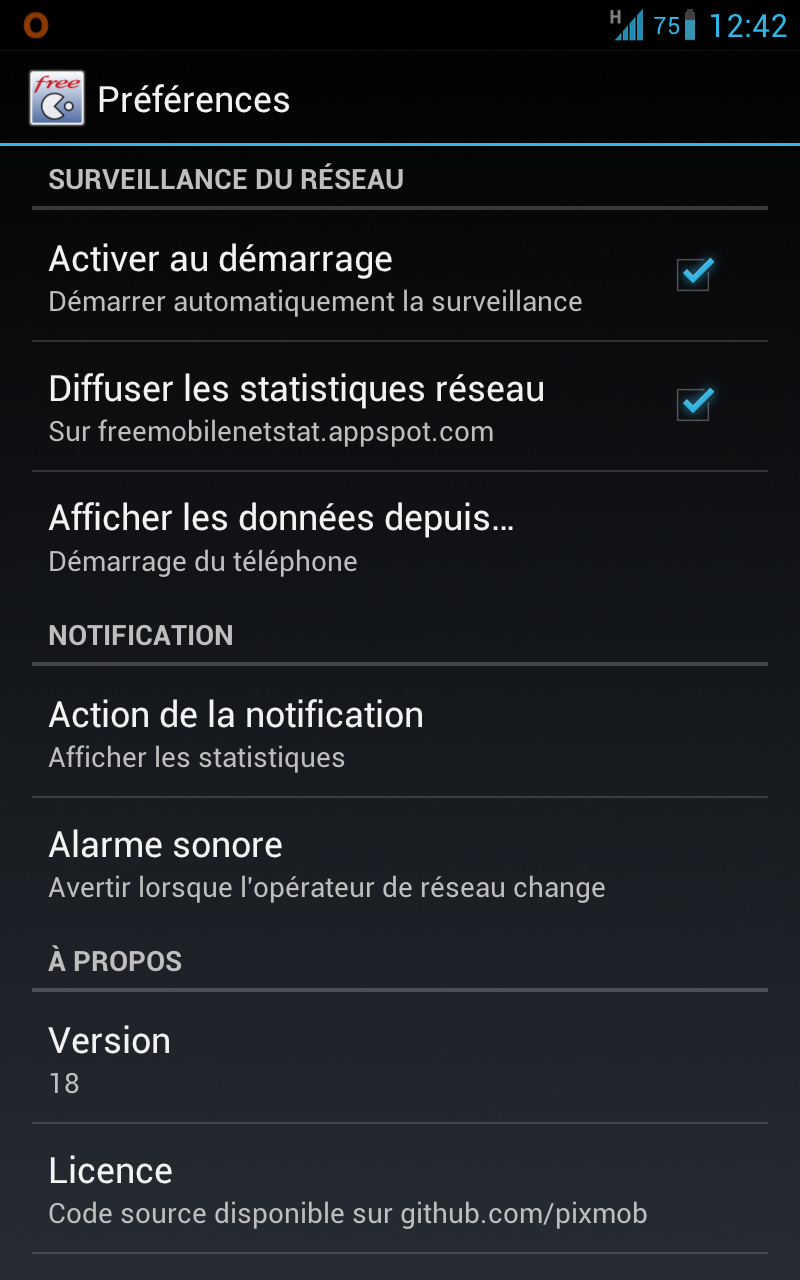 H 75 12:42
free
Préférences
SURVEILLANCE DU RÉSEAU
Activer au démarrage
Démarrer automatiquement la surveillance
Diffuser les statistiques réseau
Sur freemobilenetstat.appspot.com
Afficher les données depuis...
Démarrage du téléphone
NOTIFICATION
Action de la notification
Afficher les statistiques
Alarme sonore
Avertir lorsque l'opérateur de réseau change
À PROPOS
Version
18
Licence
Code source disponible sur github.com/pixmob